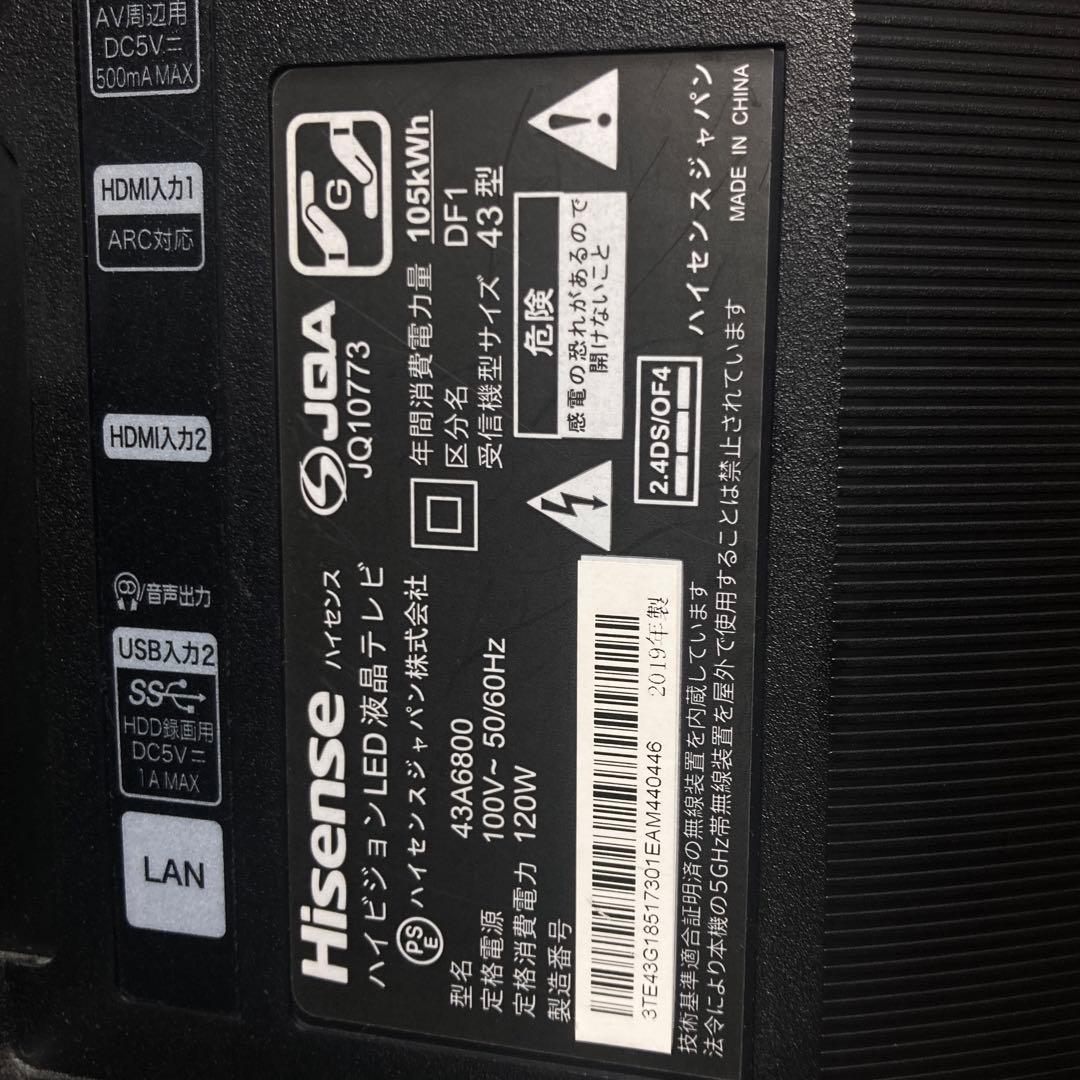 AV周辺用
DC5V
500mA MAX
HDMI入力1
ARC対応
HDMI入力2
/音声出力
USB入力2
SS
HDD録画用
DC5V
1A MAX
LAN
Hisense ハイセンス
ハイビジョンLED液晶テレビ
PSE ハイセンスジャパン株式会社
型名 43A6800
定格電源 100V~ 50/60Hz
定格消費電力 120W
製造番号
3TE43G18517301EAM440446 2019年製
JQA
JQ10773
G
年間消費電力量 105kWh
区分名 DF1
受信機型サイズ 43型
危険
感電の恐れがあるので
開けないこと
2.4DS/OF4
ハイセンスジャパン
MADE IN CHINA
技術基準適合証明済の無線装置を内蔵しています
法令により本機の5GHz帯無線装置を屋外で使用することは禁止されています